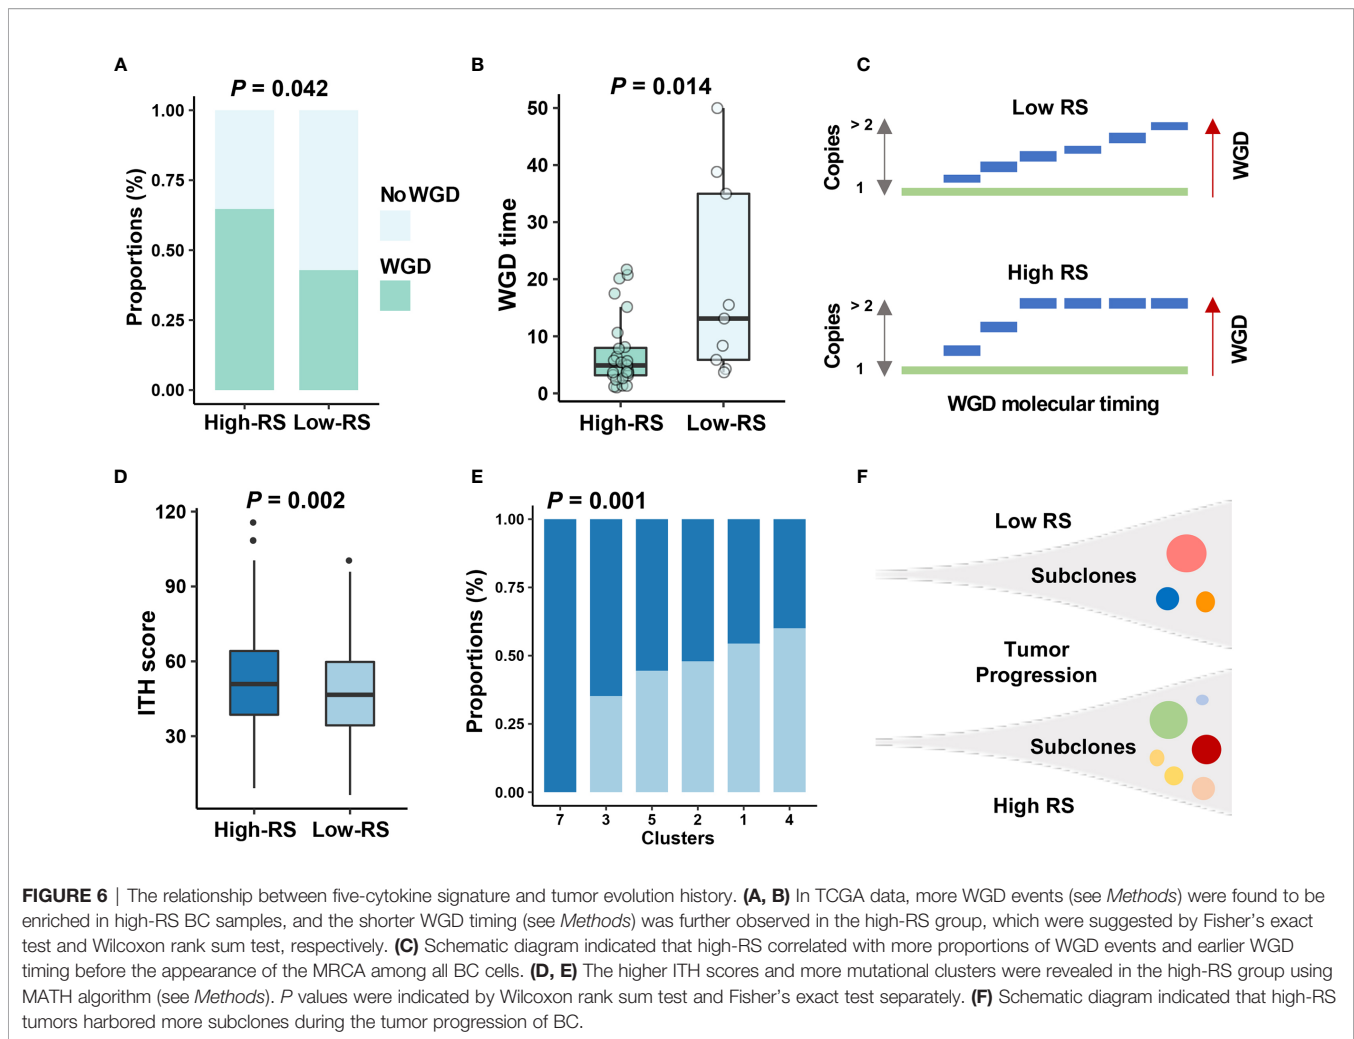 A
P = 0.042
1.00
0.75
0.50
0.25
0.00
Proportions (%)
High-RS Low-RS
No WGD
WGD
B
P = 0.014
50
40
30
20
10
0
WGD time
High-RS Low-RS
C
Low RS
Copies
> 2
1
WGD
High RS
Copies
> 2
1
WGD
WGD molecular timing
D
P = 0.002
120
90
60
30
ITH score
High-RS Low-RS
E
P = 0.001
1.00
0.75
0.50
0.25
0.00
Proportions (%)
7 3 5 2 1 4
Clusters
F
Low RS
Subclones
Tumor
Progression
Subclones
High RS
FIGURE 6 | The relationship between five-cytokine signature and tumor evolution history. (A, B) In TCGA data, more WGD events (see Methods) were found to be
enriched in high-RS BC samples, and the shorter WGD timing (see Methods) was further observed in the high-RS group, which were suggested by Fisher's exact
test and Wilcoxon rank sum test, respectively. (C) Schematic diagram indicated that high-RS correlated with more proportions of WGD events and earlier WGD
timing before the appearance of the MRCA among all BC cells. (D, E) The higher ITH scores and more mutational clusters were revealed in the high-RS group using
MATH algorithm (see Methods). P values were indicated by Wilcoxon rank sum test and Fisher's exact test separately. (F) Schematic diagram indicated that high-RS
tumors harbored more subclones during the tumor progression of BC.